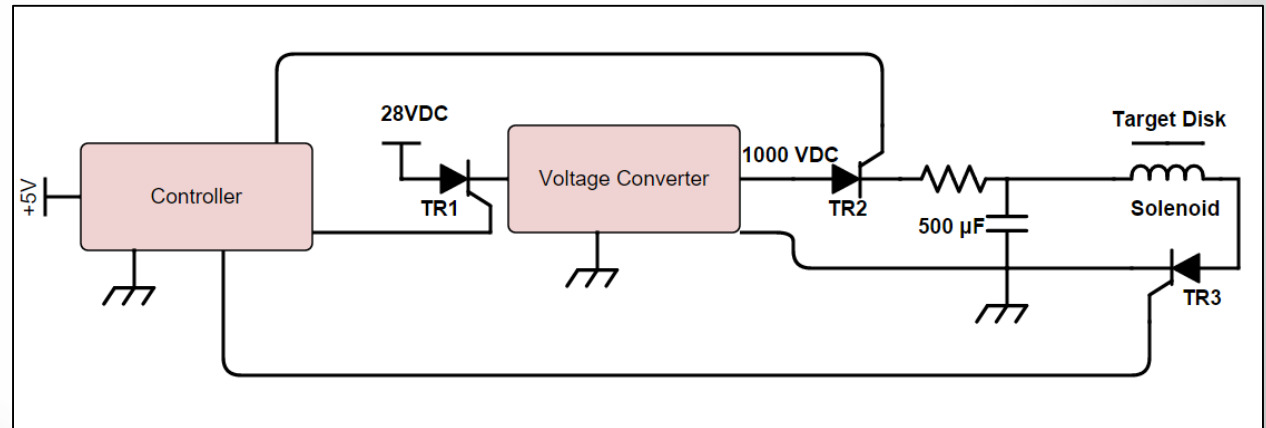 28VDC
Target Disk
1000 VDC
+5V
Controller
Voltage Converter
TR1
TR2
Solenoid
500 µF
TR3